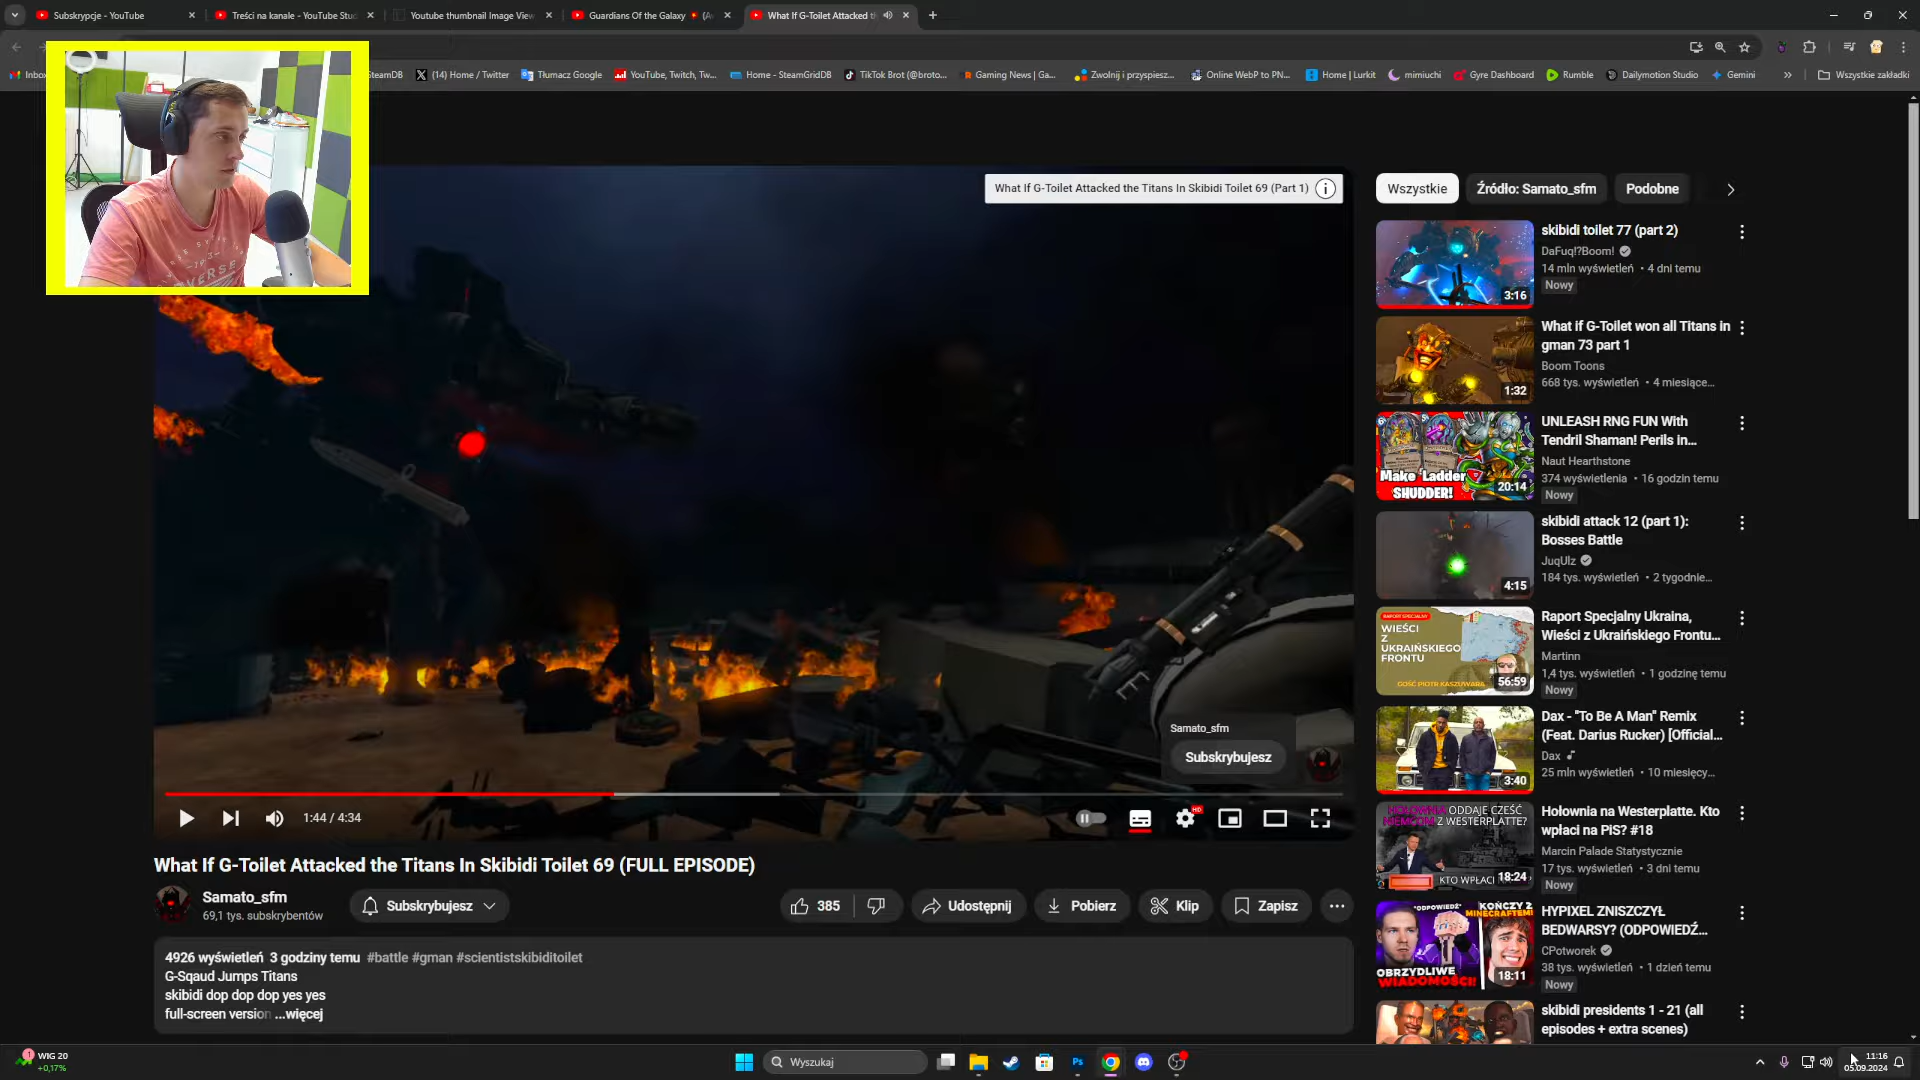 Subskrypcje - YouTube
Treści na kanale - YouTube Stu
Youtube thumbnail Image View
Guardians Of the Galaxy
What If G-Toilet Attacked t
Inbo
SteamDB
(14) Home / Twitter
Tłumacz Google
YouTube, Twitch, Tw...
Home - SteamGridDB
TikTok Brot (@broto...
Gaming News | Ga...
Zwolnij i przyspiesz...
Online WebP to PN...
Home | Lurkit
mimiuchi
Gyre Dashboard
Rumble
Dailymotion Studio
Gemini
»
Wszystkie zakładki
What If G-Toilet Attacked the Titans In Skibidi Toilet 69 (Part 1)
Samato_sfm
Subskrybujesz
1:44 / 4:34
HD
What If G-Toilet Attacked the Titans In Skibidi Toilet 69 (FULL EPISODE)
Samato_sfm
69,1 tys. subskrybentów
Subskrybujesz
385
Udostępnij
Pobierz
Klip
Zapisz
4926 wyświetleń 3 godziny temu #battle #gman #scientistskibiditoilet
G-Sqaud Jumps Titans
skibidi dop dop dop yes yes
full-screen version ...więcej
Wszystkie
Źródło: Samato_sfm
Podobne
skibidi toilet 77 (part 2)
DaFuq!?Boom!
14 mln wyświetleń • 4 dni temu
Nowy
3:16
What if G-Toilet won all Titans in
gman 73 part 1
Boom Toons
668 tys. wyświetleń • 4 miesiące...
1:32
UNLEASH RNG FUN With
Tendril Shaman! Perils in...
Naut Hearthstone
374 wyświetlenia • 16 godzin temu
Nowy
Make Ladder
SHUDDER!
20:14
skibidi attack 12 (part 1):
Bosses Battle
JuqUlz
184 tys. wyświetleń • 2 tygodnie...
4:15
Raport Specjalny Ukraina,
Wieści z Ukraińskiego Frontu...
Martinn
1,4 tys. wyświetleń • 1 godzinę temu
Nowy
RAPORT SPECJALNY
WIEŚCI
Z
UKRAIŃSKIEGO
FRONTU
GOŚĆ PIOTR KASZUWARA
56:59
Dax - "To Be A Man" Remix
(Feat. Darius Rucker) [Official...
Dax
25 mln wyświetleń • 10 miesięcy...
3:40
Hołownia na Westerplatte. Kto
wpłaci na PiS? #18
Marcin Palade Statystycznie
17 tys. wyświetleń • 3 dni temu
Nowy
HOŁOWNIA ODDAJE CZEŚĆ
NIEMCOM Z WESTERPLATTE?
KTO WPŁACI NA
18:24
HYPIXEL ZNISZCZYŁ
BEDWARSY? (ODPOWIEDŹ...
CPotworek
38 tys. wyświetleń • 1 dzień temu
Nowy
"ODPOWIEDŹ"
KOŃCZY Z
MINECRAFTEM
OBRZYDLIWE
WIADOMOŚCI!
18:11
skibidi presidents 1 - 21 (all
episodes + extra scenes)
WIG 20
+0,17%
Wyszukaj
11:16
05.09.2024